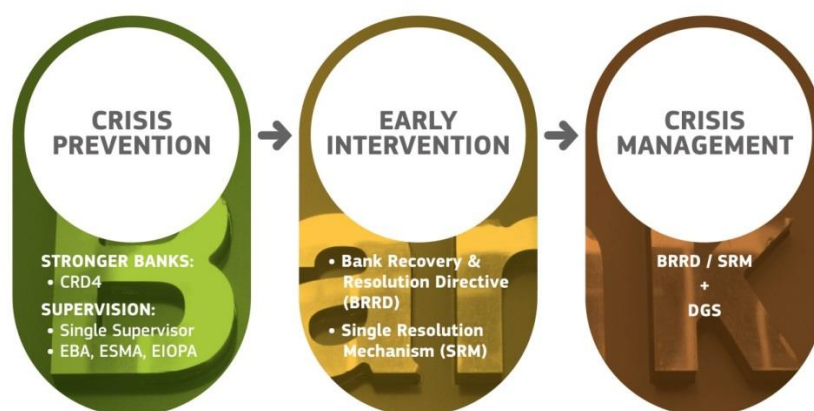 CRISIS
PREVENTION
STRONGER BANKS:
• CRD4
SUPERVISION:
• Single Supervisor
• EBA, ESMA, EIOPA
EARLY
INTERVENTION
• Bank Recovery &
Resolution Directive
(BRRD)
• Single Resolution
Mechanism (SRM)
CRISIS
MANAGEMENT
BRRD / SRM
+
DGS
Bank